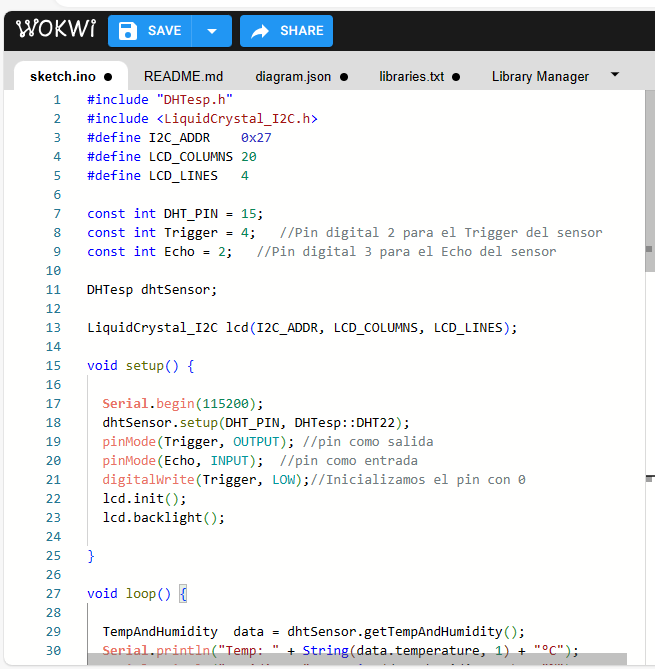 WOKWi SAVE SHARE
sketch.ino README.md diagram.json libraries.txt Library Manager
1 #include "DHTesp.h"
2 #include <LiquidCrystal_I2C.h>
3 #define I2C_ADDR    0x27
4 #define LCD_COLUMNS 20
5 #define LCD_LINES   4
6
7 const int DHT_PIN = 15;
8 const int Trigger = 4;   //Pin digital 2 para el Trigger del sensor
9 const int Echo = 2;   //Pin digital 3 para el Echo del sensor
10
11 DHTesp dhtSensor;
12
13 LiquidCrystal_I2C lcd(I2C_ADDR, LCD_COLUMNS, LCD_LINES);
14
15 void setup() {
16
17   Serial.begin(115200);
18   dhtSensor.setup(DHT_PIN, DHTesp::DHT22);
19   pinMode(Trigger, OUTPUT); //pin como salida
20   pinMode(Echo, INPUT);  //pin como entrada
21   digitalWrite(Trigger, LOW);//Inicializamos el pin con 0
22   lcd.init();
23   lcd.backlight();
24
25 }
26
27 void loop() {
28
29   TempAndHumidity  data = dhtSensor.getTempAndHumidity();
30   Serial.println("Temp: " + String(data.temperature, 1) + "°C");